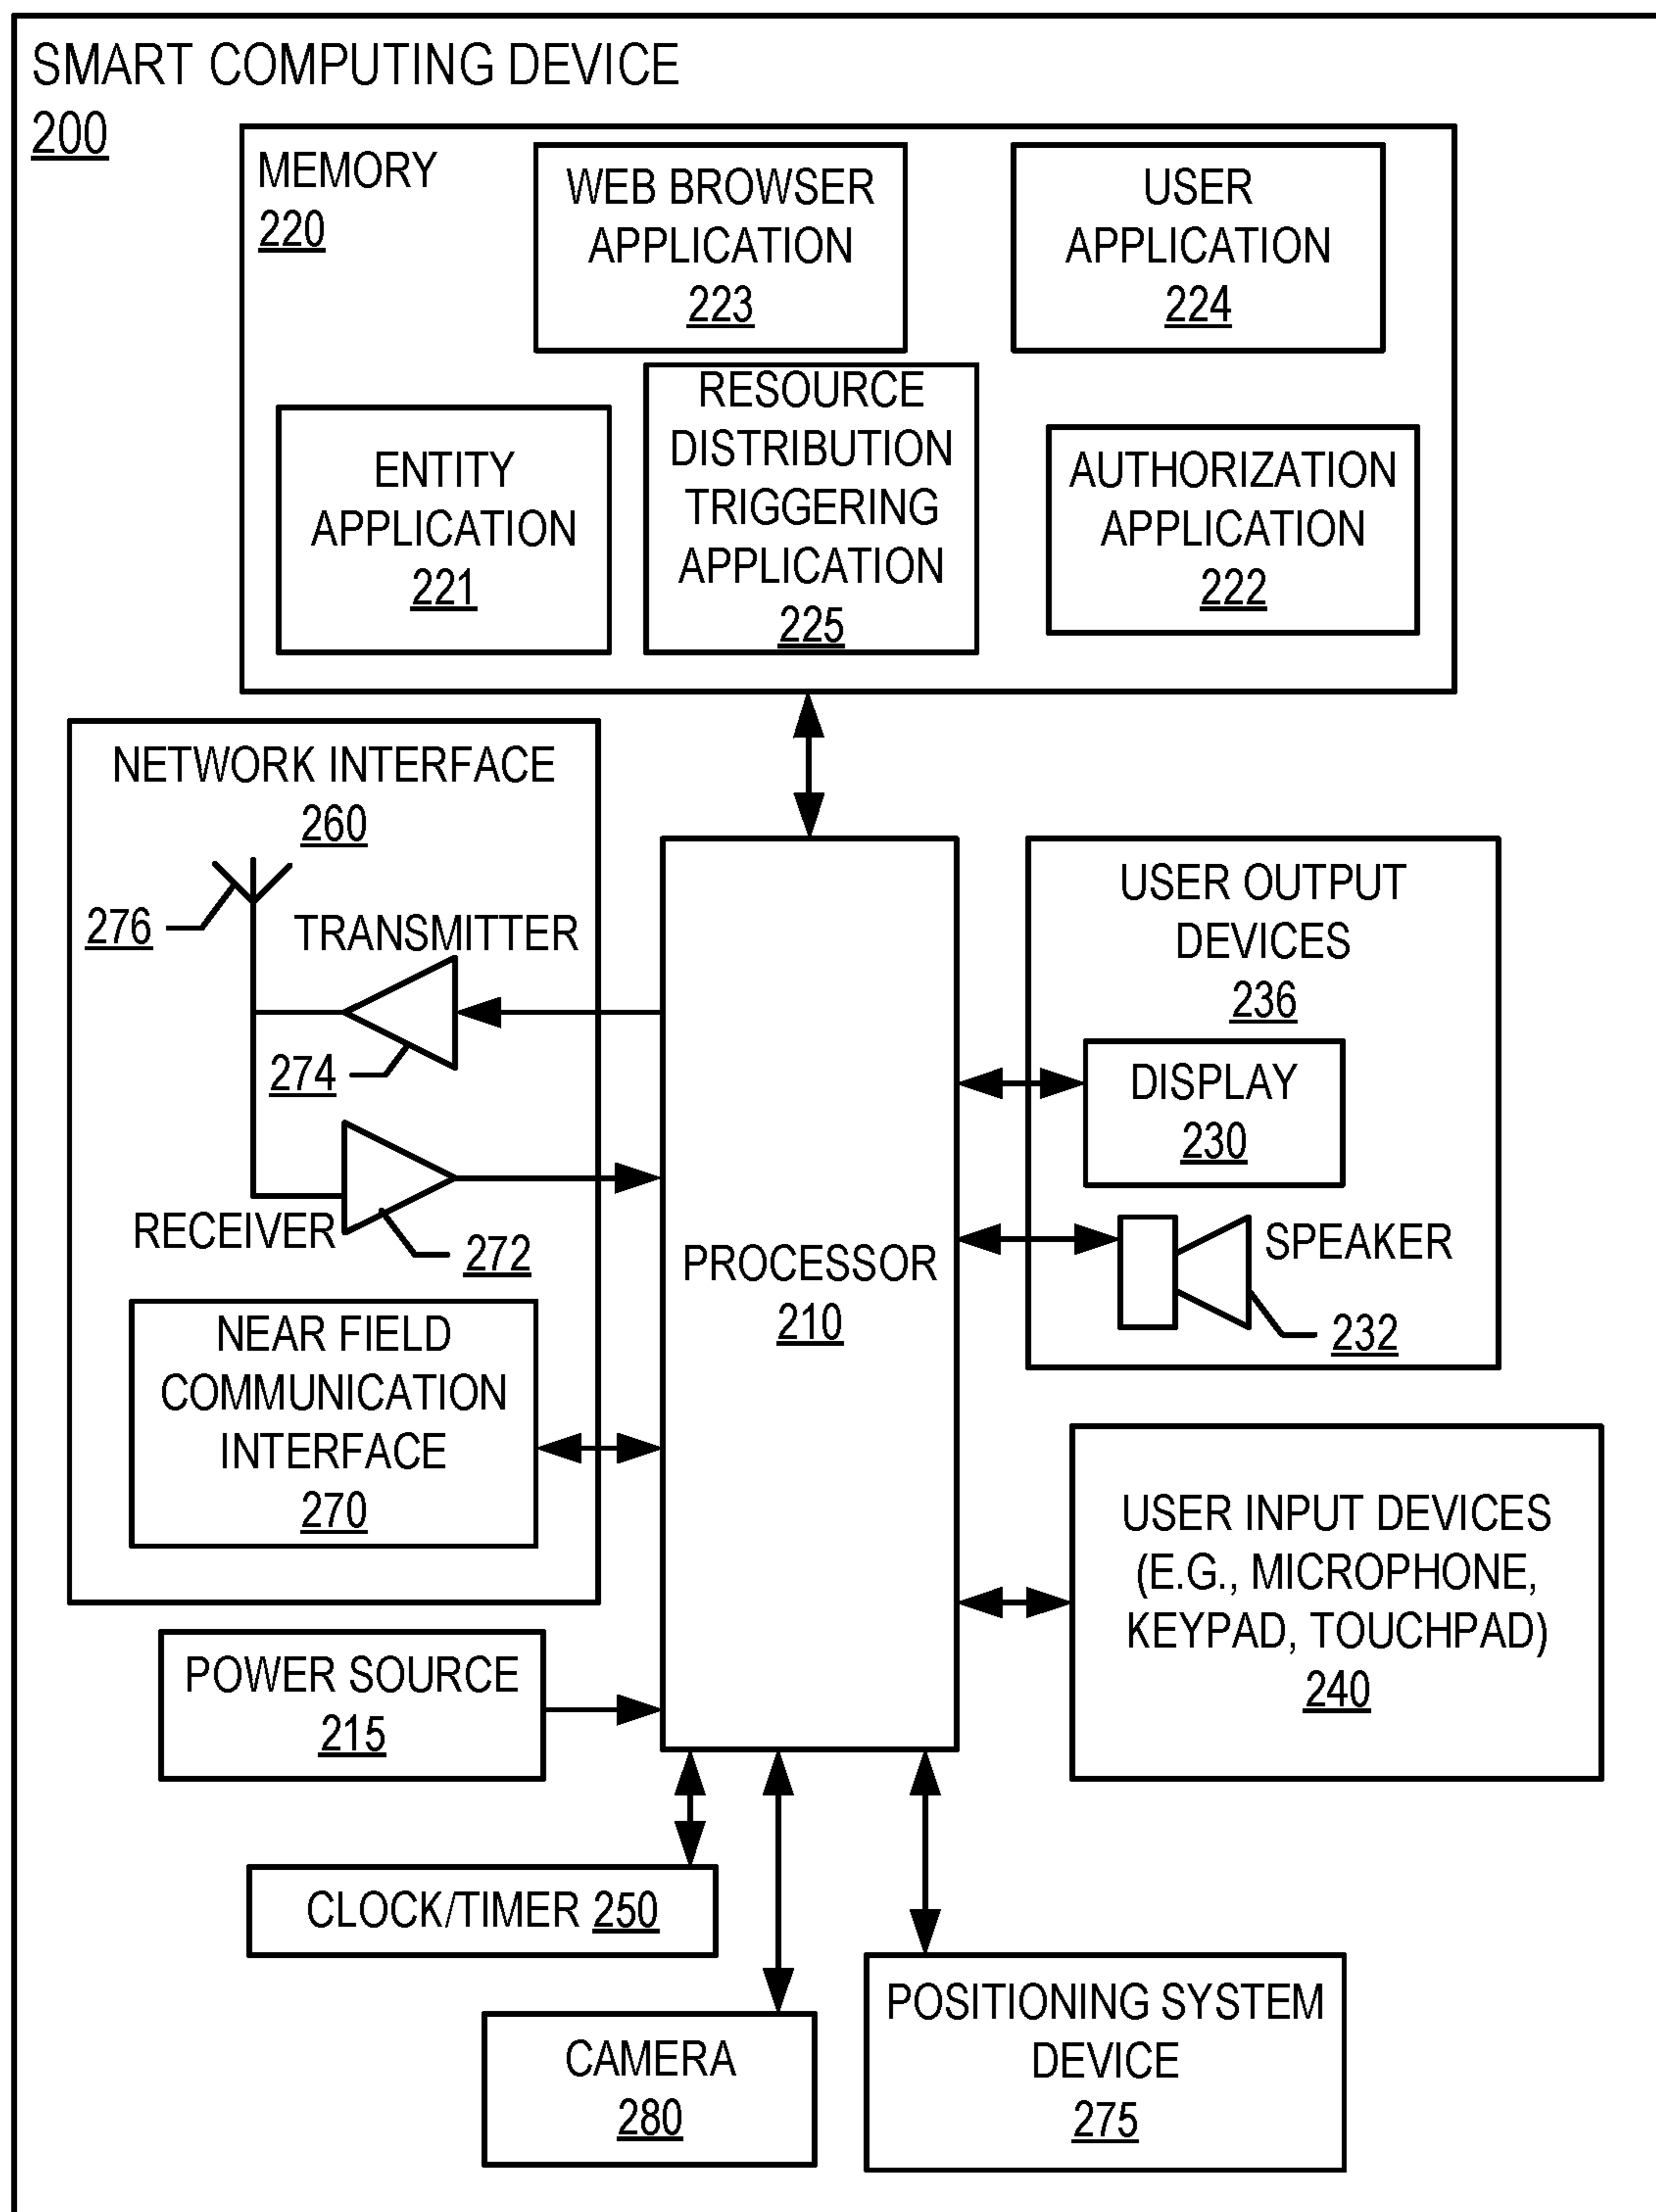 SMART COMPUTING DEVICE
200
MEMORY
220
WEB BROWSER
APPLICATION
223
USER
APPLICATION
224
ENTITY
APPLICATION
221
RESOURCE
DISTRIBUTION
TRIGGERING
APPLICATION
225
AUTHORIZATION
APPLICATION
222
NETWORK INTERFACE
260
276
TRANSMITTER
274
RECEIVER
272
NEAR FIELD
COMMUNICATION
INTERFACE
270
PROCESSOR
210
USER OUTPUT
DEVICES
236
DISPLAY
230
SPEAKER
232
USER INPUT DEVICES
(E.G., MICROPHONE,
KEYPAD, TOUCHPAD)
240
POWER SOURCE
215
CLOCK/TIMER 250
CAMERA
280
POSITIONING SYSTEM
DEVICE
275